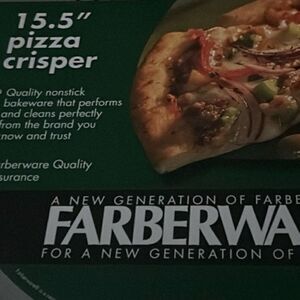 15.5"
pizza
crisper
Quality nonstick
bakeware that performs
and cleans perfectly
from the brand you
now and trust
rberware Quality
surance
A NEW GENERATION OF FARBE
FARBERWA
FOR A NEW GENERATION OF